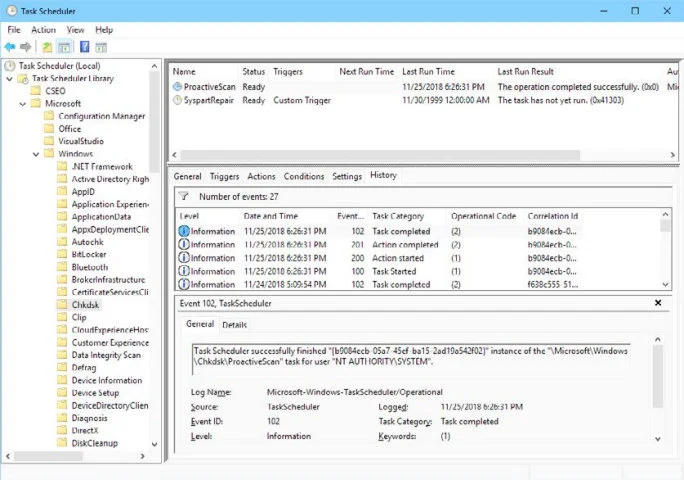 Task Scheduler
File Action View Help
Task Scheduler (Local)
Task Scheduler Library
CSEO
Microsoft
Configuration Manager
Office
VisualStudio
Windows
.NET Framework
Active Directory Righ
AppID
Application Experien
ApplicationData
AppxDeploymentClie
Autochk
BitLocker
Bluetooth
BrokerInfrastructure
CertificateServicesCli
Chkdsk
Clip
CloudExperienceHos
Customer Experience
Data Integrity Scan
Defrag
Device Information
Device Setup
DeviceDirectoryClien
Diagnosis
DirectX
DiskCleanup
Name Status Triggers Next Run Time Last Run Time Last Run Result Aut
ProactiveScan Ready 11/25/2018 6:26:31 PM The operation completed successfully. (0x0) Mic
SyspartRepair Ready Custom Trigger 11/30/1999 12:00:00 AM The task has not yet run. (0x41303)
General Triggers Actions Conditions Settings History
Number of events: 27
Level Date and Time Event... Task Category Operational Code Correlation Id
Information 11/25/2018 6:26:31 PM 102 Task completed (2) b9084ecb-0...
Information 11/25/2018 6:26:31 PM 201 Action completed (2) b9084ecb-0...
Information 11/25/2018 6:26:31 PM 200 Action started (1) b9084ecb-0...
Information 11/25/2018 6:26:31 PM 100 Task Started (1) b9084ecb-0...
Information 11/24/2018 5:09:54 PM 102 Task completed (2) f638c555-51...
Event 102, TaskScheduler
General Details
Task Scheduler successfully finished "{b9084ecb-05a7-45ef-ba15-2ad19a542f02}" instance of the "\Microsoft\Windows
\Chkdsk\ProactiveScan" task for user "NT AUTHORITY\SYSTEM".
Log Name: Microsoft-Windows-TaskScheduler/Operational
Source: TaskScheduler Logged: 11/25/2018 6:26:31 PM
Event ID: 102 Task Category: Task completed
Level: Information Keywords: (1)